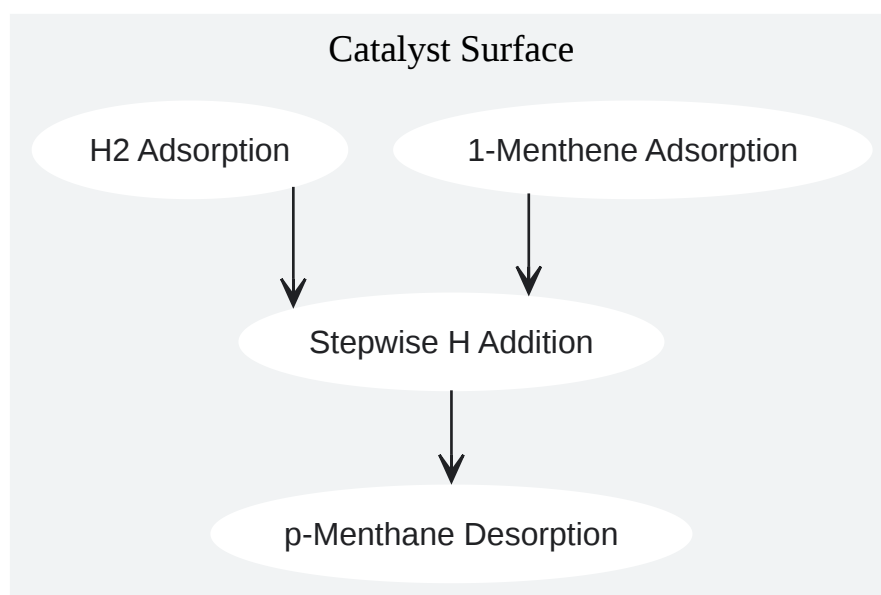 Catalyst Surface
H2 Adsorption
1-Menthene Adsorption
Stepwise H Addition
p-Menthane Desorption